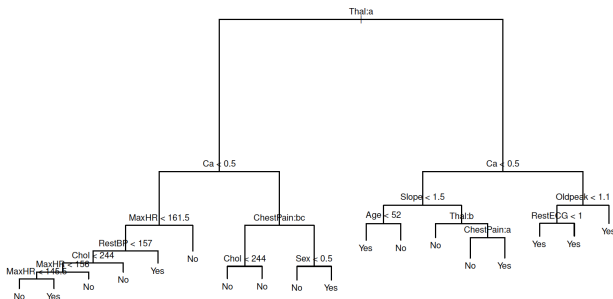 Thal:a
Ca < 0.5
Ca < 0.5
Slope < 1.5
Oldpeak < 1.1
MaxHR < 161.5
ChestPain:bc
Age < 52
Thal:b
RestECG < 1
ChestPain:a
Yes
RestBP < 157
Yes
No
No
Yes
Yes
Chol < 244
No
Chol < 244
Sex < 0.5
No
Yes
MaxHR < 156
Yes
MaxHR < 145.5
No
No
No
No
No
Yes
No
Yes